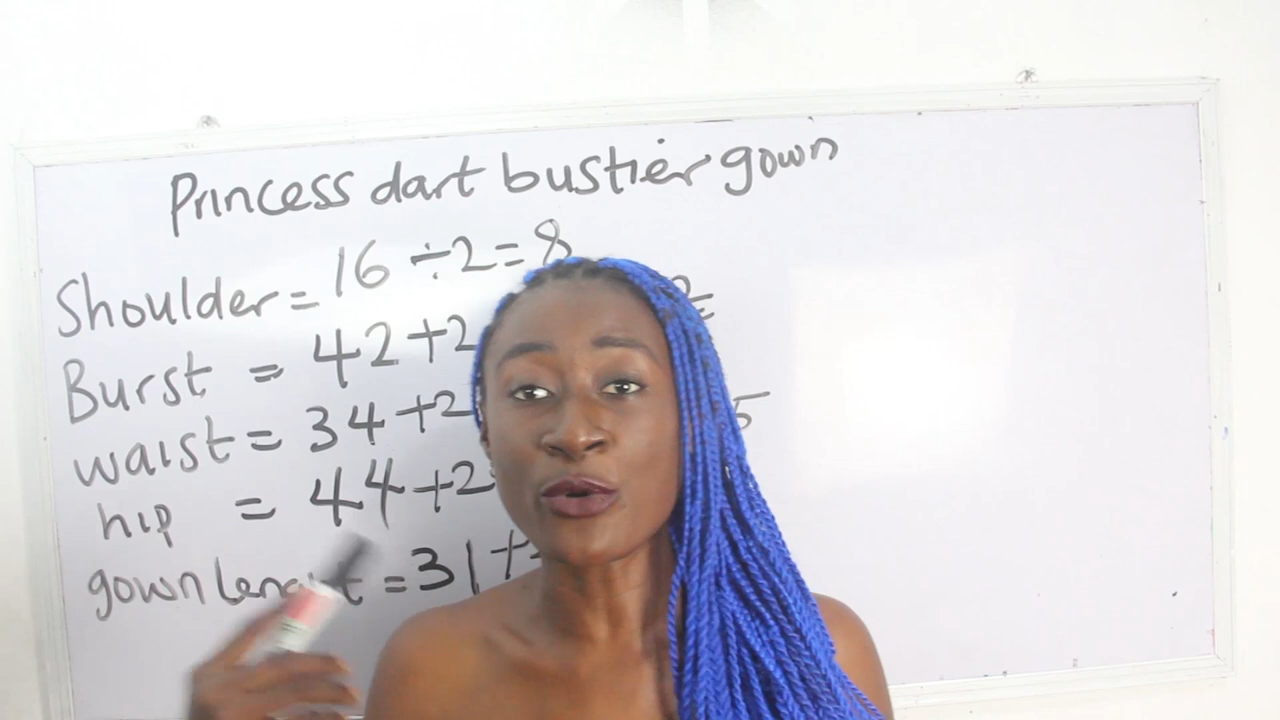 Princess dart bustier gown
Shoulder = 16 ÷ 2 = 8
Burst = 42 + 2 =
waist = 34 + 2 5
hip = 44 + 2
gown = 31 +